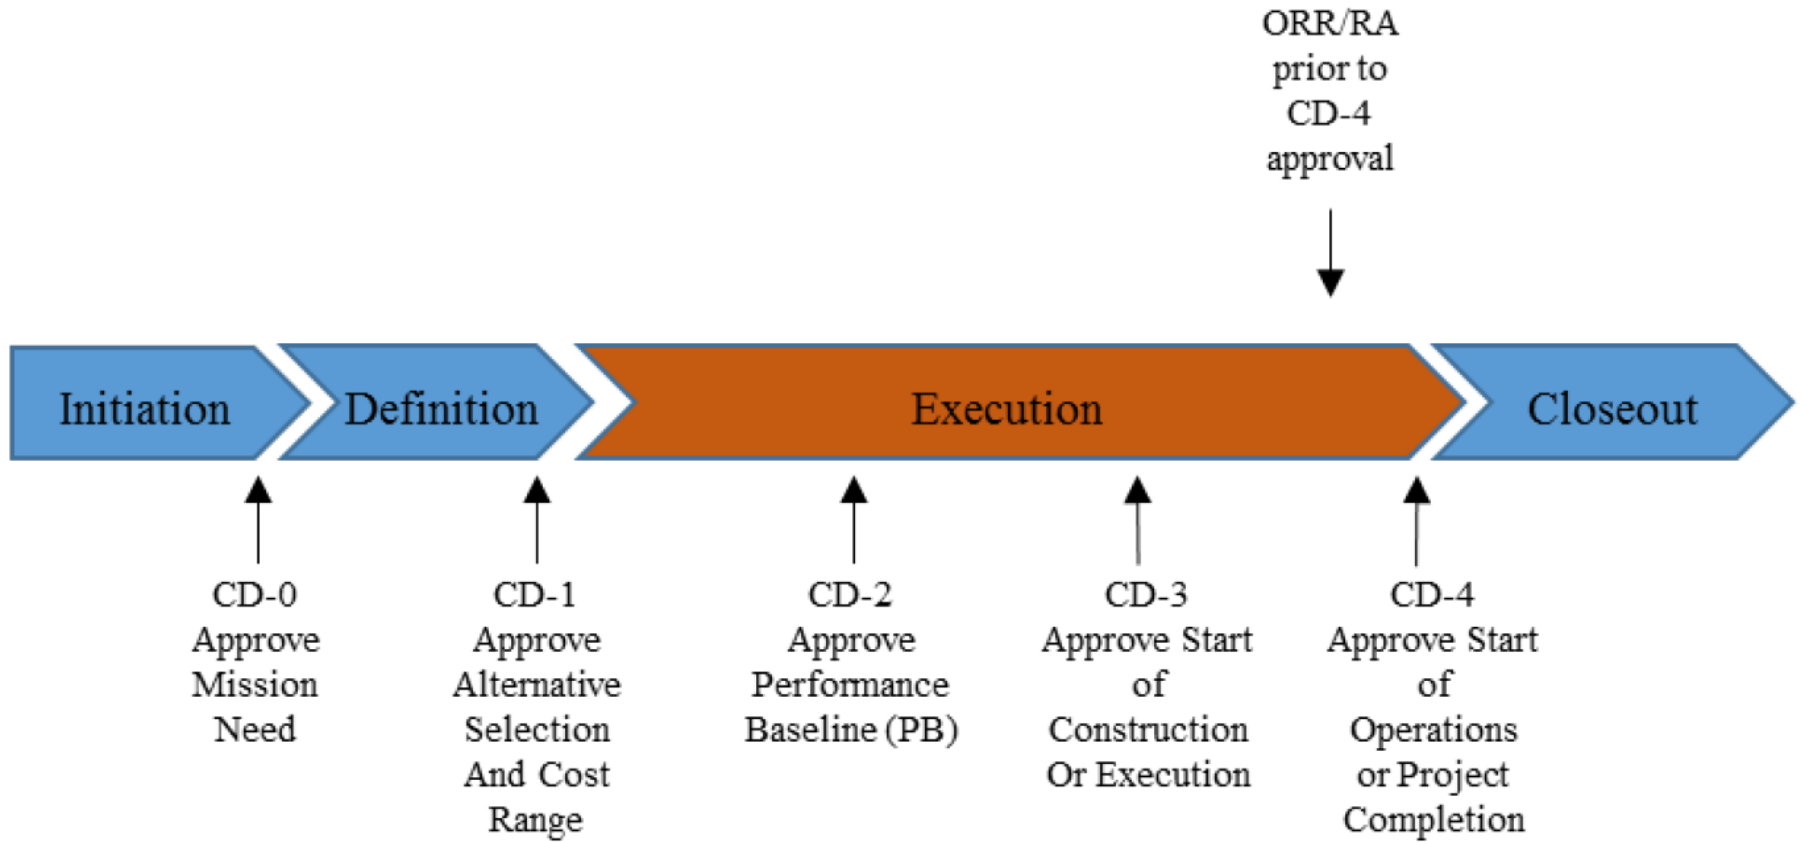 ORR/RA
prior to
CD-4
approval
Initiation
Definition
Execution
Closeout
CD-0
Approve
Mission
Need
CD-1
Approve
Alternative
Selection
And Cost
Range
CD-2
Approve
Performance
Baseline (PB)
CD-3
Approve Start
of
Construction
Or Execution
CD-4
Approve Start
of
Operations
or Project
Completion